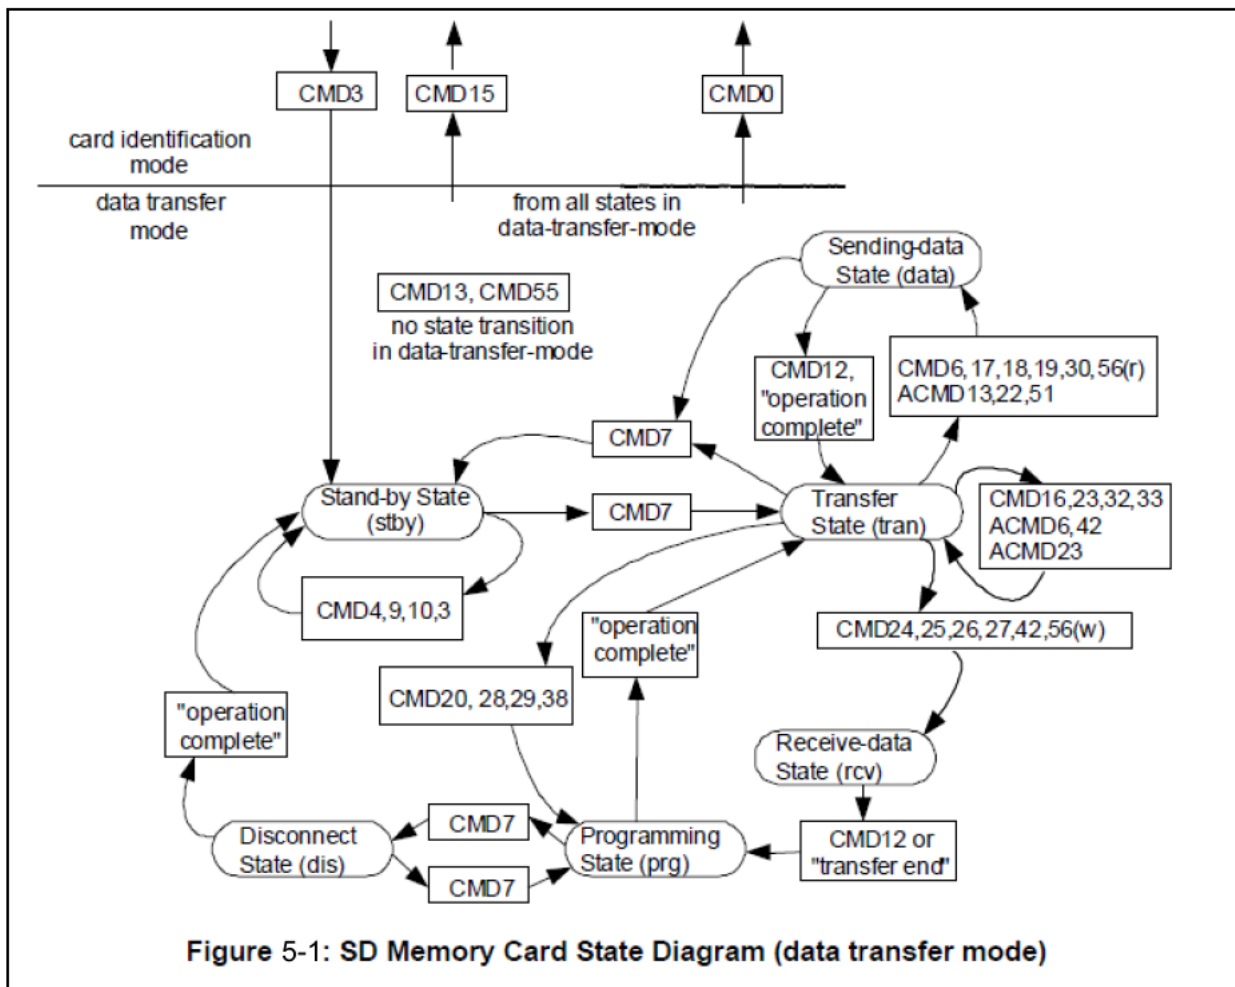 CMD3
CMD15
CMD0
card identification
mode
data transfer
mode
from all states in
data-transfer-mode
Sending-data
State (data)
CMD13, CMD55
no state transition
in data-transfer-mode
CMD12,
"operation
complete"
CMD6,17,18,19,30,56(r)
ACMD13,22,51
CMD7
Stand-by State
(stby)
CMD7
Transfer
State (tran)
CMD16,23,32,33
ACMD6,42
ACMD23
CMD4,9,10,3
"operation
complete"
CMD24,25,26,27,42,56(w)
CMD20, 28,29,38
"operation
complete"
Receive-data
State (rcv)
Disconnect
State (dis)
CMD7
CMD7
Programming
State (prg)
CMD12 or
"transfer end"
Figure 5-1: SD Memory Card State Diagram (data transfer mode)